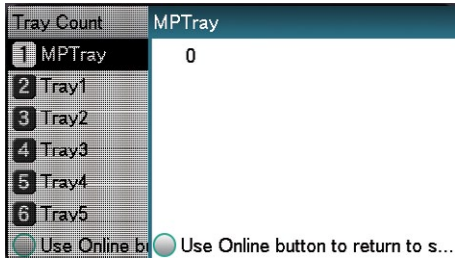 Tray Count
1 MPTray
2 Tray1
3 Tray2
4 Tray3
5 Tray4
6 Tray5
Use Online b
MPTray
0
Use Online button to return to s...